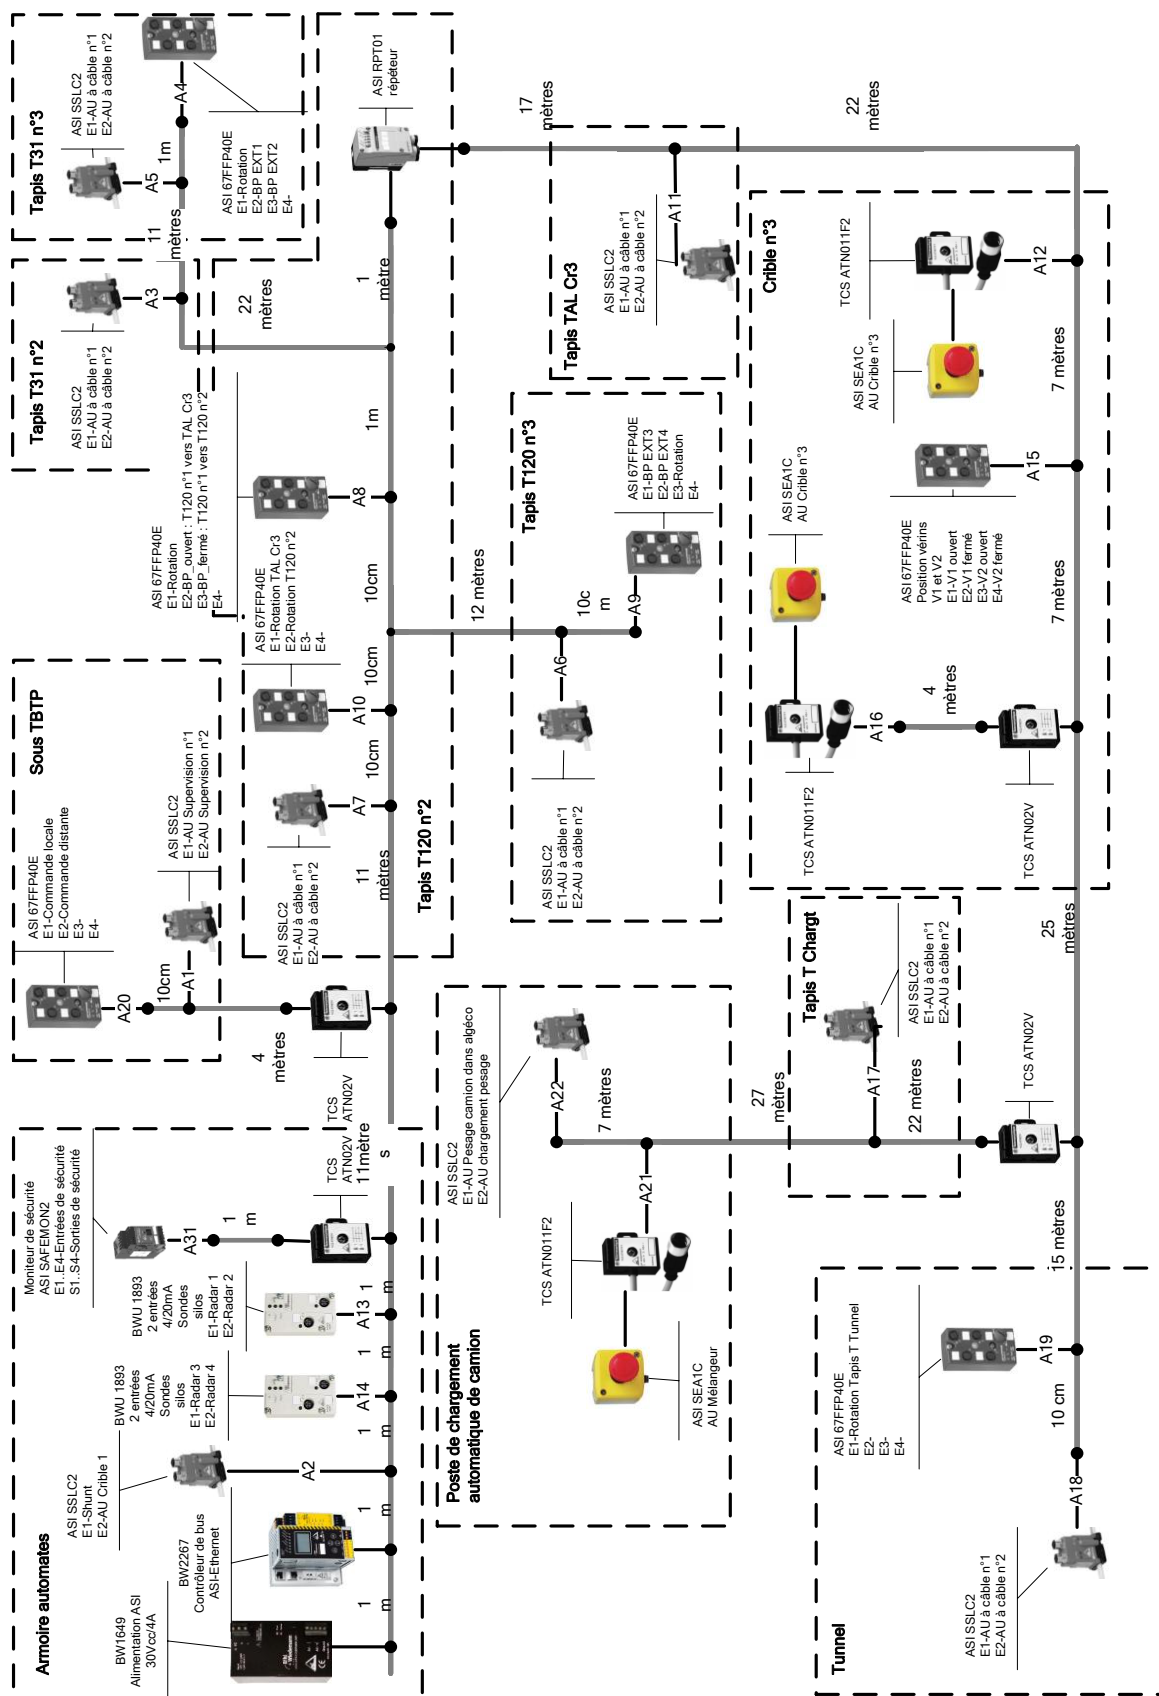 Tapis T31 n°3
ASI SSLC2
E1-AU à câble n°1
E2-AU à câble n°2
A5
1m
A4
ASI 67FFP40E
E1-Rotation
E2-BP EXT1
E3-BP EXT2
E4-
11
mètres
Tapis T31 n°2
ASI SSLC2
E1-AU à câble n°1
E2-AU à câble n°2
A3
22
mètres
ASI RPT01
répéteur
1
mètre
17
mètres
22
mètres
ASI 67FFP40E
E1-Rotation
E2-BP_ouvert : T120 n°1 vers TAL Cr3
E3-BP_fermé : T120 n°1 vers T120 n°2
E4-
A8
1m
10cm
ASI 67FFP40E
E1-Rotation TAL Cr3
E2-Rotation T120 n°2
E3-
E4-
A10
10cm
10cm
A7
ASI SSLC2
E1-AU à câble n°1
E2-AU à câble n°2
11
mètres
Tapis T120 n°2
Tapis TAL Cr3
ASI SSLC2
E1-AU à câble n°1
E2-AU à câble n°2
A11
12 mètres
Tapis T120 n°3
ASI 67FFP40E
E1-BP EXT3
E2-BP EXT4
E3-Rotation
E4-
A9
10c
m
A6
ASI SSLC2
E1-AU à câble n°1
E2-AU à câble n°2
Crible n°3
TCS ATN011F2
A12
ASI SEA1C
AU Crible n°3
7 mètres
ASI 67FFP40E
Position vérins
V1 et V2
E1-V1 ouvert
E2-V1 fermé
E3-V2 ouvert
E4-V2 fermé
A15
7 mètres
ASI SEA1C
AU Crible n°3
TCS ATN011F2
A16
4
mètres
TCS ATN02V
25
mètres
Sous TBTP
ASI 67FFP40E
E1-Commande locale
E2-Commande distante
E3-
E4-
A20
10cm
A1
ASI SSLC2
E1-AU Supervision n°1
E2-AU Supervision n°2
4
mètres
TCS
ATN02V
11mètre
s
Armoire automates
Moniteur de sécurité
ASI SAFEMON2
E1..E4-Entrées de sécurité
S1..S4-Sorties de sécurité
A31
1
m
TCS
ATN02V
BWU 1893
2 entrées
4/20mA
Sondes
silos
E1-Radar 1
E2-Radar 2
A13
1
m
BWU 1893
2 entrées
4/20mA
Sondes
silos
E1-Radar 3
E2-Radar 4
A14
1
m
ASI SSLC2
E1-Shunt
E2-AU Crible 1
A2
1
m
BW2267
Contrôleur de bus
ASI-Ethernet
1
m
BW1649
Alimentation ASI
30Vcc/4A
1
m
Poste de chargement
automatique de camion
ASI SSLC2
E1-AU Pesage camion dans algéco
E2-AU chargement pesage
A22
7 mètres
A21
TCS ATN011F2
ASI SEA1C
AU Mélangeur
27
mètres
Tapis T Chargt
ASI SSLC2
E1-AU à câble n°1
E2-AU à câble n°2
A17
22 mètres
TCS ATN02V
15 mètres
Tunnel
ASI 67FFP40E
E1-Rotation Tapis T Tunnel
E2-
E3-
E4-
A19
10 cm
A18
ASI SSLC2
E1-AU à câble n°1
E2-AU à câble n°2